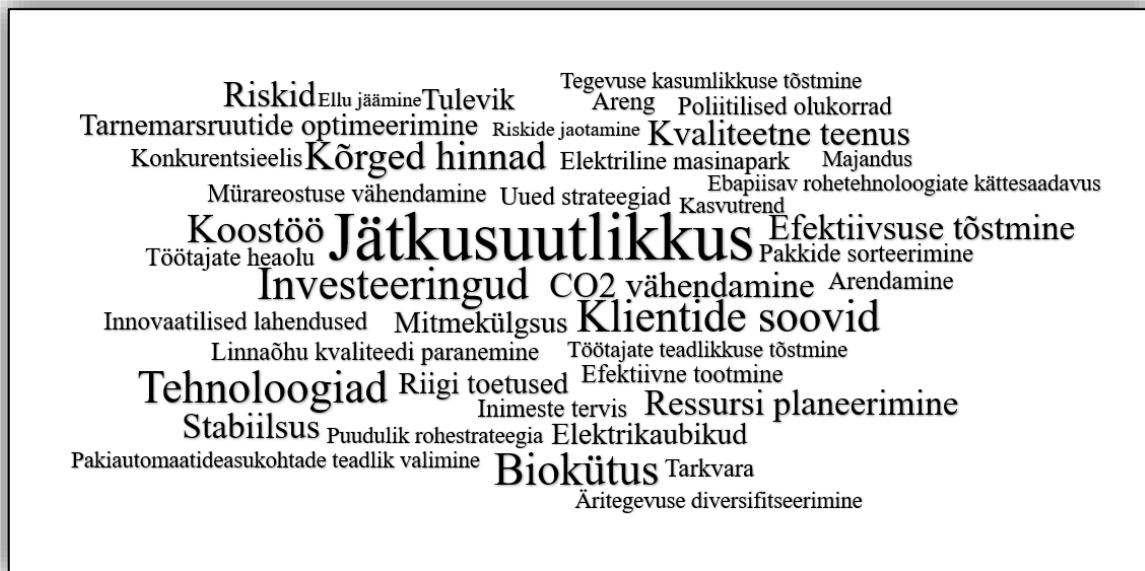 Tegevuse kasumlikkuse tõstmine
Riskid Ellu jäämine Tulevik Areng Poliitilised olukorrad
Tarnemarsruutide optimeerimine Riskide jaotamine Kvaliteetne teenus
Konkurentsieelis Kõrged hinnad Elektriline masinapark Majandus
Mürareostuse vähendamine Uued strateegiad Ebapiisav rohetehnoloogiate kättesaadavus
Kasvutrend
Koostöö Jätkusuutlikkus Efektiivsuse tõstmine
Töötajate heaolu Pakkide sorteerimine
Investeeringud CO2 vähendamine Arendamine
Innovaatilised lahendused Mitmekülgsus Klientide soovid
Linnaõhu kvaliteedi paranemine Töötajate teadlikkuse tõstmine
Tehnoloogiad Riigi toetused Efektiivne tootmine
Inimeste tervis Ressursi planeerimine
Stabiilsus Puudulik rohestrateegia Elektrikaubikud
Pakiautomaatideasukohtade teadlik valimine Biokütus Tarkvara
Äritegevuse diversifitseerimine